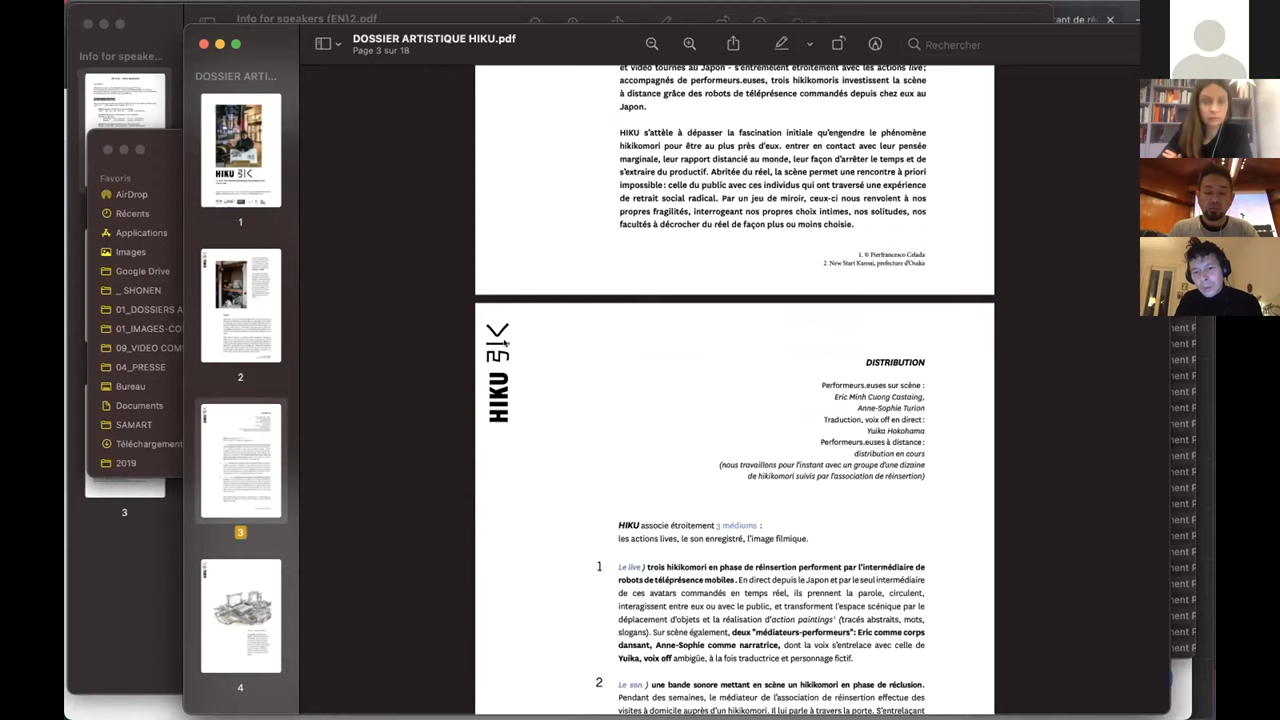 Info for speakers (EN)2.pdf
DOSSIER ARTISTIQUE HIKU.pdf
Page 3 sur 18
Rechercher
Info for speake...
DOSSIER ARTI...
HIKU 引く
1
2
3
4
3
Favoris
AirDrop
Récents
Applications
Images
Google Drive
_ SHONEN
01_DOSSIERS A
01_IMAGES-CO
09_VIDEO COM
04_PRESSE
Bureau
Documents
SAMART
Téléchargement
2019
et vidéo tournés au Japon - s'entremêlent étroitement avec les actions live;
accompagnés de performeurs.euses, trois hikikomoris investissent la scène
à distance grâce des robots de téléprésence commandés depuis chez eux au
Japon.
HIKU s'attèle à dépasser la fascination initiale qu'engendre le phénomène
hikikomori pour être au plus près d'eux. entrer en contact avec leur pensée
marginale, leur rapport distancié au monde, leur façon d'arrêter le temps et de
s'extraire du productif. Abritée du réel, la scène permet une rencontre à priori
impossible : celle du public avec ces individus qui ont traversé une expérience
de retrait social radical. Par un jeu de miroir, ceux-ci nous renvoient à nos
propres fragilités, interrogeant nos propres choix intimes, nos solitudes, nos
facultés à décrocher du réel de façon plus ou moins choisie.
1. © Pierfrancesco Celada
2. New Start Kansai, prefecture d'Osaka
HIKU 引く
DISTRIBUTION
Performeurs.euses sur scène :
Eric Minh Cuong Castaing,
Anne-Sophie Turion
Traduction, voix off en direct :
Yuika Hokohama
Performeurs.euses à distance :
distribution en cours
(nous travaillons pour l'instant avec un groupe d'une dizaine
de hikikomori suivis par l'association de réinsertion)
HIKU associe étroitement 3 médiums :
les actions lives, le son enregistré, l'image filmique.
1 Le live ) trois hikikomori en phase de réinsertion performent par l'intermédiaire de
robots de téléprésence mobiles. En direct depuis le Japon et par le seul intermédiaire
de ces avatars commandés en temps réel, ils prennent la parole, circulent,
interagissent entre eux ou avec le public, et transforment l'espace scénique par le
déplacement d'objets et la réalisation d'action paintings¹ (tracés abstraits, mots,
slogans). Sur scène également, deux "médiateurs-performeurs": Eric comme corps
dansant, Anne-Sophie comme narratrice, dont la voix s'entrelace avec celle de
Yuika, voix off ambigüe, à la fois traductrice et personnage fictif.
2 Le son ) une bande sonore mettant en scène un hikikomori en phase de réclusion.
Pendant des semaines, le médiateur de l'association de réinsertion effectue des
visites à domicile auprès d'un hikikomori. Il lui parle à travers la porte. S'entrelaçant